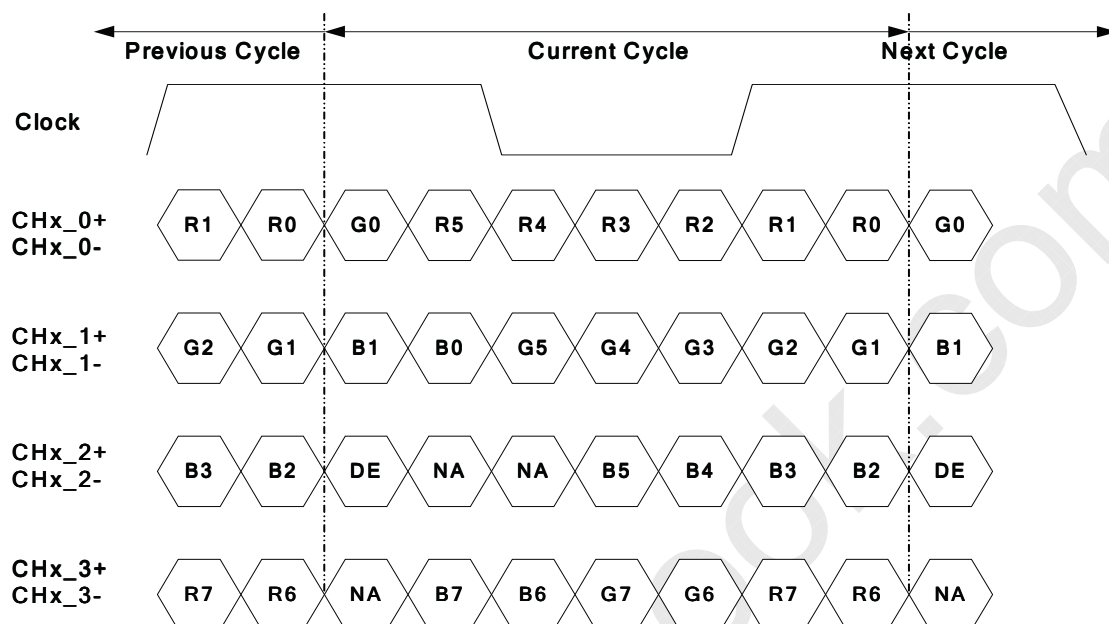 Previous Cycle Current Cycle Next Cycle
Clock
CHx_0+
CHx_0-
R1 R0 G0 R5 R4 R3 R2 R1 R0 G0
CHx_1+
CHx_1-
G2 G1 B1 B0 G5 G4 G3 G2 G1 B1
CHx_2+
CHx_2-
B3 B2 DE NA NA B5 B4 B3 B2 DE
CHx_3+
CHx_3-
R7 R6 NA B7 B6 G7 G6 R7 R6 NA
ook.com